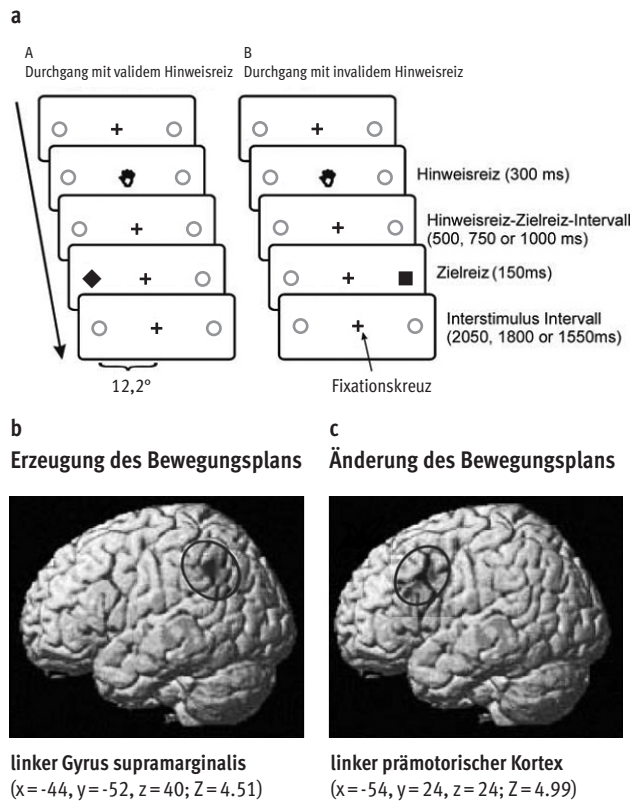 a
A
Durchgang mit validem Hinweisreiz
B
Durchgang mit invalidem Hinweisreiz
Hinweisreiz (300 ms)
Hinweisreiz-Zielreiz-Intervall
(500, 750 or 1000 ms)
Zielreiz (150ms)
Interstimulus Intervall
(2050, 1800 or 1550ms)
12,2°
Fixationskreuz
b
Erzeugung des Bewegungsplans
linker Gyrus supramarginalis
(x = -44, y = -52, z = 40; Z = 4.51)
c
Änderung des Bewegungsplans
linker prämotorischer Kortex
(x = -54, y = 24, z = 24; Z = 4.99)